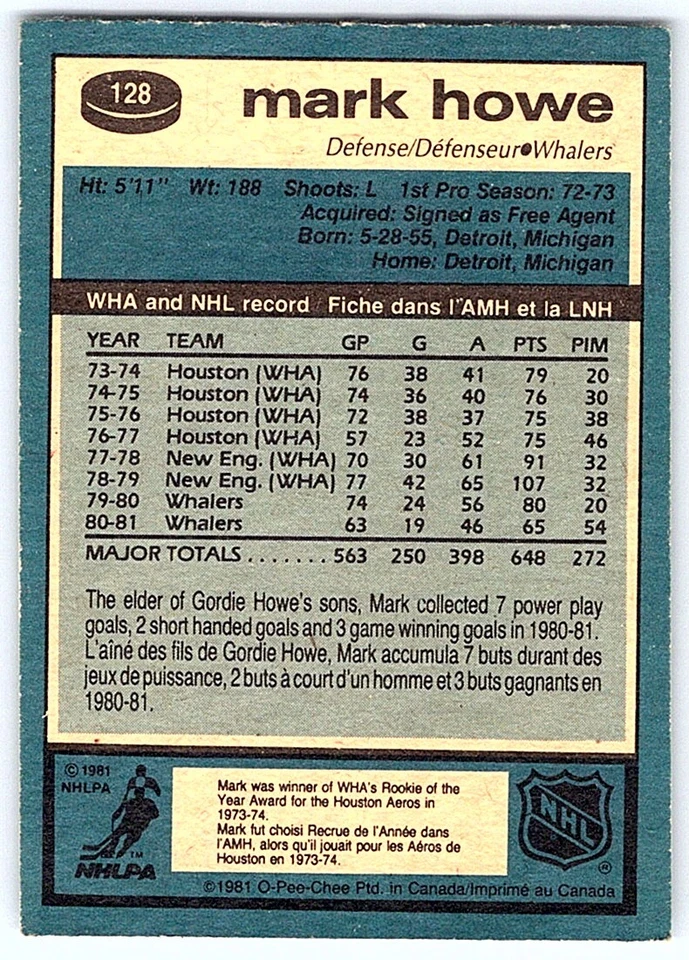 128
mark howe
Defense/Défenseur●Whalers
Ht: 5'11" Wt: 188 Shoots: L 1st Pro Season: 72-73
Acquired: Signed as Free Agent
Born: 5-28-55, Detroit, Michigan
Home: Detroit, Michigan
WHA and NHL record Fiche dans l'AMH et la LNH
YEAR TEAM GP G A PTS PIM
73-74 Houston (WHA) 76 38 41 79 20
74-75 Houston (WHA) 74 36 40 76 30
75-76 Houston (WHA) 72 38 37 75 38
76-77 Houston (WHA) 57 23 52 75 46
77-78 New Eng. (WHA) 70 30 61 91 32
78-79 New Eng. (WHA) 77 42 65 107 32
79-80 Whalers 74 24 56 80 20
80-81 Whalers 63 19 46 65 54
MAJOR TOTALS ....... 563 250 398 648 272
The elder of Gordie Howe's sons, Mark collected 7 power play
goals, 2 short handed goals and 3 game winning goals in 1980-81.
L'aîné des fils de Gordie Howe, Mark accumula 7 buts durant des
jeux de puissance, 2 buts à court d'un homme et 3 buts gagnants en
1980-81.
© 1981
NHLPA
TM
NHLPA
Mark was winner of WHA's Rookie of the
Year Award for the Houston Aeros in
1973-74.
Mark fut choisi Recrue de l'Année dans
l'AMH, alors qu'il jouait pour les Aéros de
Houston en 1973-74.
NHL
®
©1981 O-Pee-Chee Ptd. in Canada/Imprimé au Canada